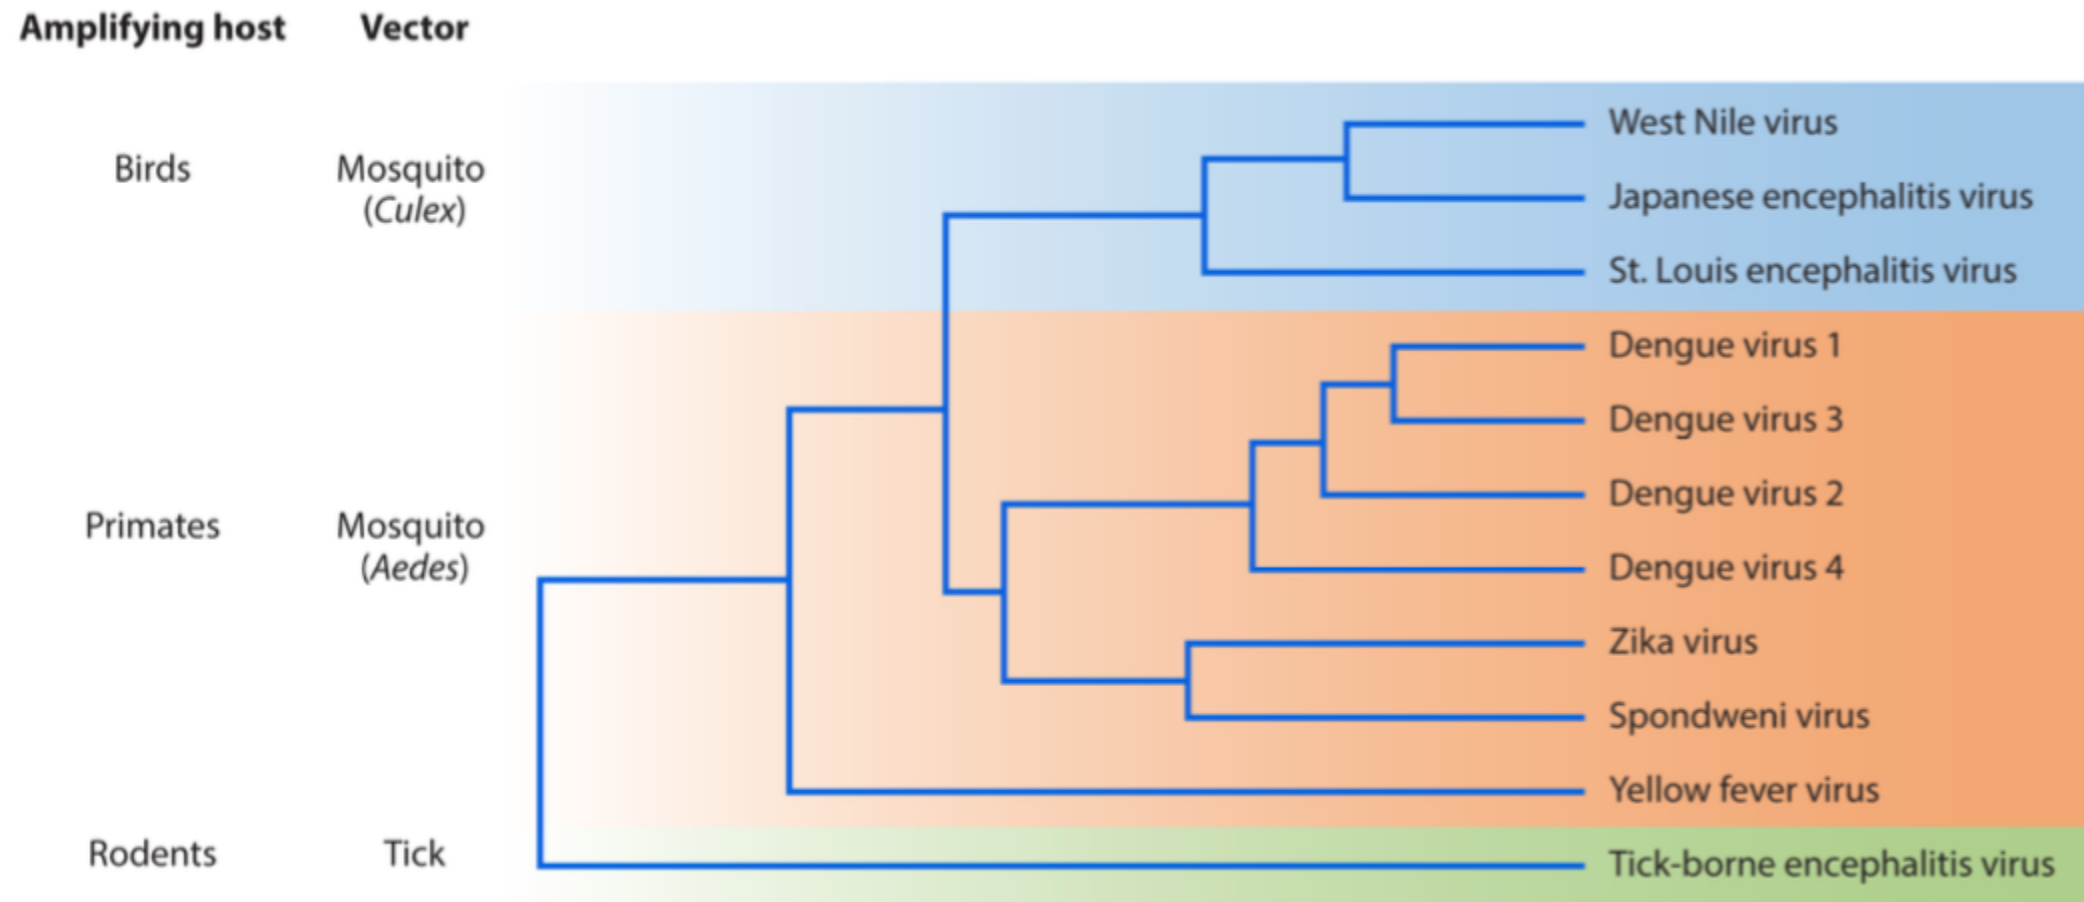 Amplifying host Vector
West Nile virus
Birds Mosquito
(Culex)
Japanese encephalitis virus
St. Louis encephalitis virus
Dengue virus 1
Dengue virus 3
Dengue virus 2
Primates Mosquito
(Aedes)
Dengue virus 4
Zika virus
Spondweni virus
Yellow fever virus
Rodents Tick
Tick-borne encephalitis virus